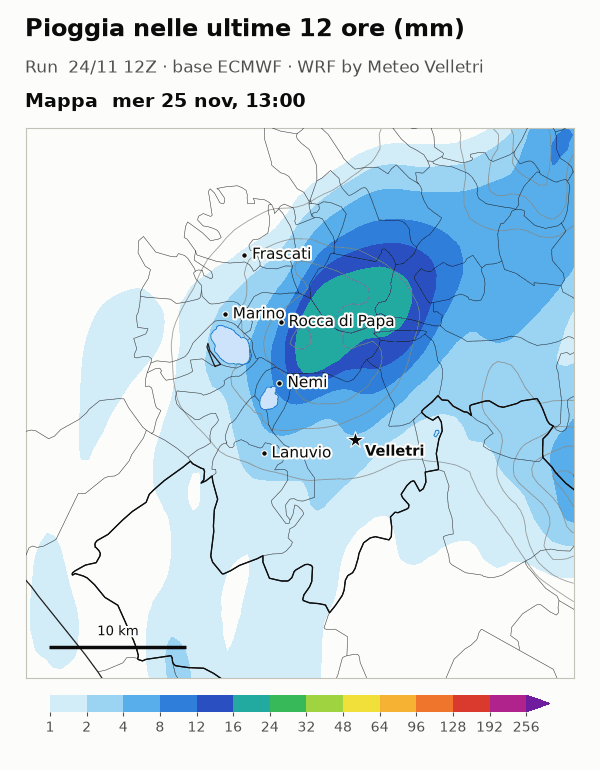 Pioggia nelle ultime 12 ore (mm)
Run  24/11 12Z · base ECMWF · WRF by Meteo Velletri
Mappa  mer 25 nov, 13:00
Frascati
Marino
Rocca di Papa
Nemi
Velletri
Lanuvio
10 km
1 2 4 8 12 16 24 32 48 64 96 128 192 256